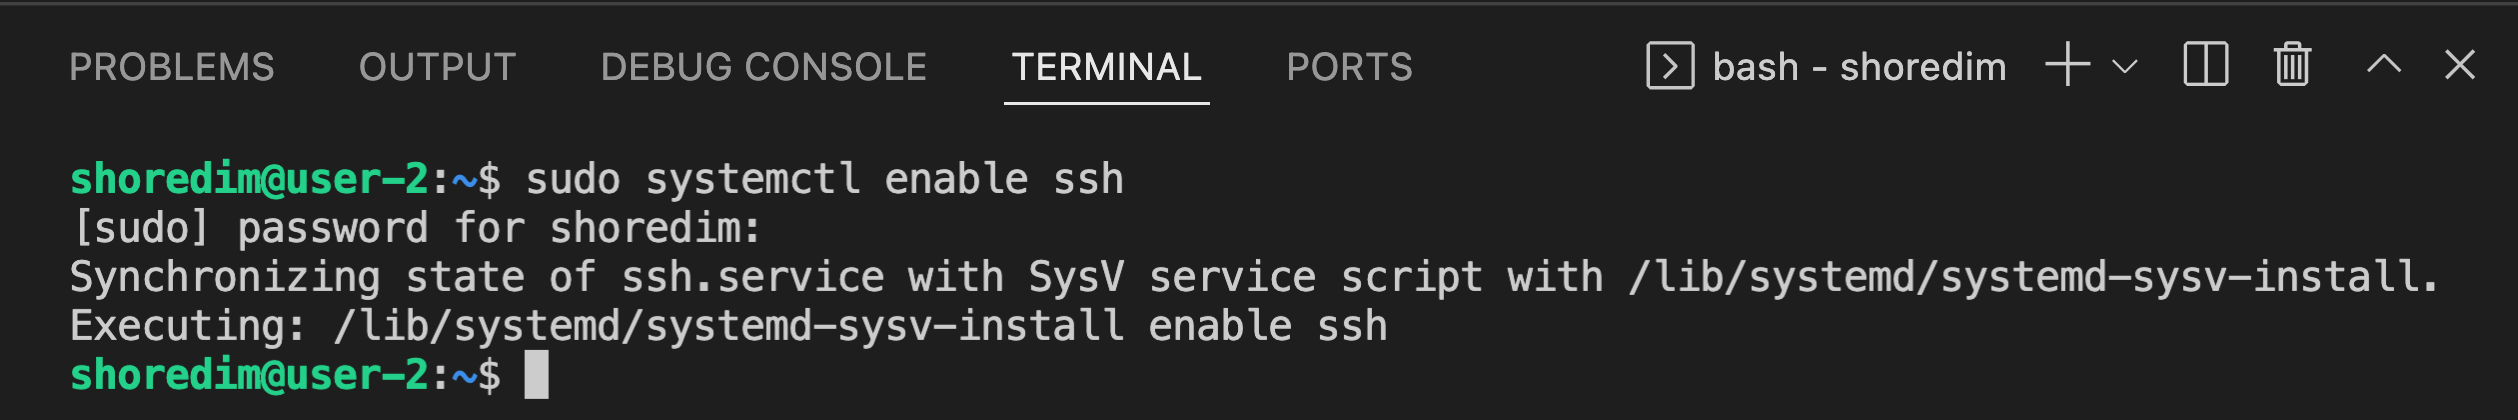 PROBLEMS OUTPUT DEBUG CONSOLE TERMINAL PORTS bash - shoredim
shoredim@user-2:~$ sudo systemctl enable ssh
[sudo] password for shoredim:
Synchronizing state of ssh.service with SysV service script with /lib/systemd/systemd-sysv-install.
Executing: /lib/systemd/systemd-sysv-install enable ssh
shoredim@user-2:~$